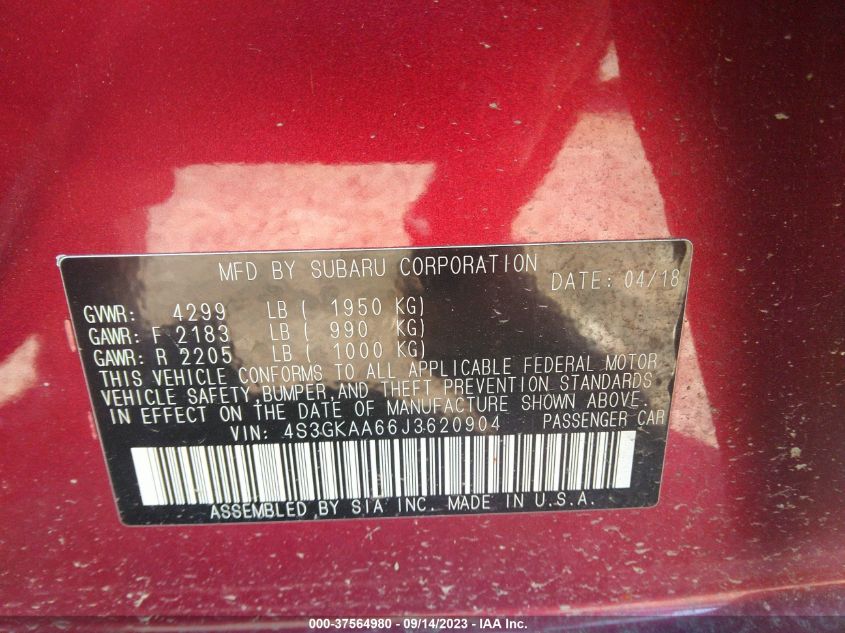 MFD BY SUBARU CORPORATION DATE: 04/18
GVWR: 4299 LB ( 1950 KG)
GAWR: F 2183 LB ( 990 KG)
GAWR: R 2205 LB ( 1000 KG)
THIS VEHICLE CONFORMS TO ALL APPLICABLE FEDERAL MOTOR
VEHICLE SAFETY,BUMPER,AND THEFT PREVENTION STANDARDS
IN EFFECT ON THE DATE OF MANUFACTURE SHOWN ABOVE.
VIN: 4S3GKAA66J3620904 PASSENGER CAR
ASSEMBLED BY SIA INC. MADE IN U.S.A.
000-37564980 - 09/14/2023 - IAA Inc.